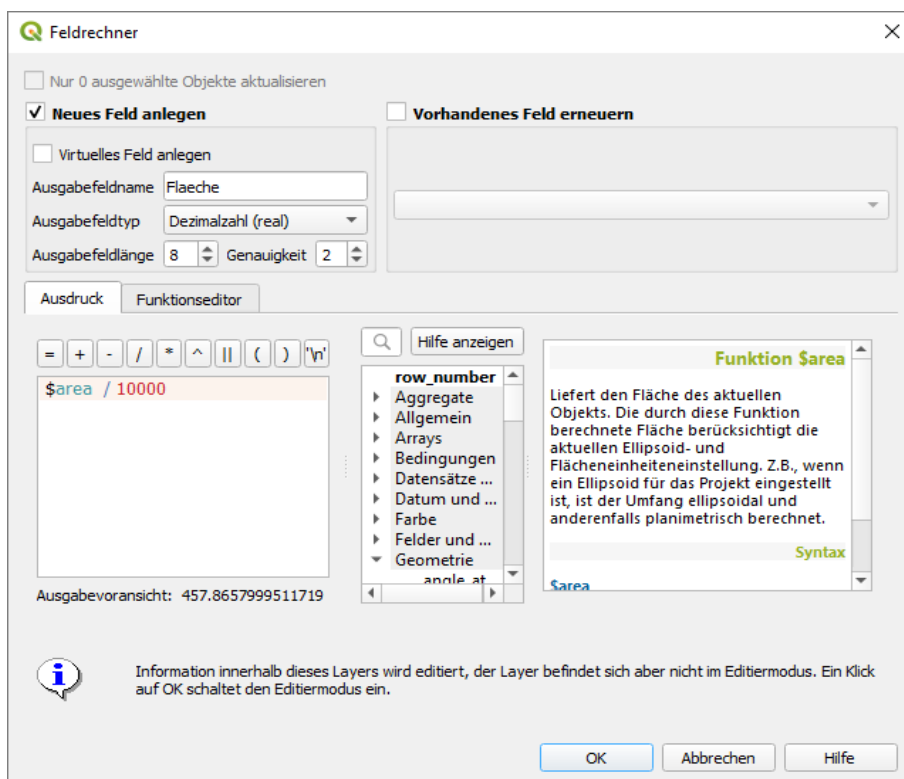 Feldrechner
Nur 0 ausgewählte Objekte aktualisieren
Neues Feld anlegen
Vorhandenes Feld erneuern
Virtuelles Feld anlegen
Ausgabefeldname Flaeche
Ausgabefeldtyp Dezimalzahl (real)
Ausgabefeldlänge 8 Genauigkeit 2
Ausdruck Funktionseditor
= + - / * ^ || ( ) '\n'
$area / 10000
Ausgabevoransicht: 457.8657999511719
Hilfe anzeigen
row_number
Aggregate
Allgemein
Arrays
Bedingungen
Datensätze ...
Datum und ...
Farbe
Felder und ...
Geometrie
angle_at
Funktion $area
Liefert den Fläche des aktuellen
Objekts. Die durch diese Funktion
berechnete Fläche berücksichtigt die
aktuellen Ellipsoid- und
Flächeneinheiteneinstellung. Z.B., wenn
ein Ellipsoid für das Projekt eingestellt
ist, ist der Umfang ellipsoidal und
anderenfalls planimetrisch berechnet.
Syntax
$area
Information innerhalb dieses Layers wird editiert, der Layer befindet sich aber nicht im Editiermodus. Ein Klick
auf OK schaltet den Editiermodus ein.
OK Abbrechen Hilfe